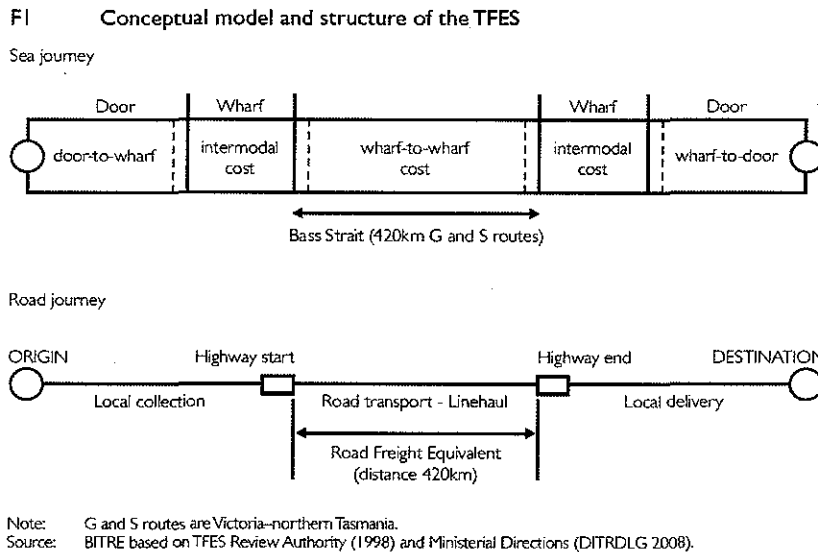 F1 Conceptual model and structure of the TFES
Sea journey
Door Wharf Wharf Door
door-to-wharf intermodal cost wharf-to-wharf cost intermodal cost wharf-to-door
Bass Strait (420km G and S routes)
Road journey
ORIGIN Highway start Highway end DESTINATION
Local collection Road transport - Linehaul Local delivery
Road Freight Equivalent
(distance 420km)
Note: G and S routes are Victoria–northern Tasmania.
Source: BITRE based on TFES Review Authority (1998) and Ministerial Directions (DITRDLG 2008).